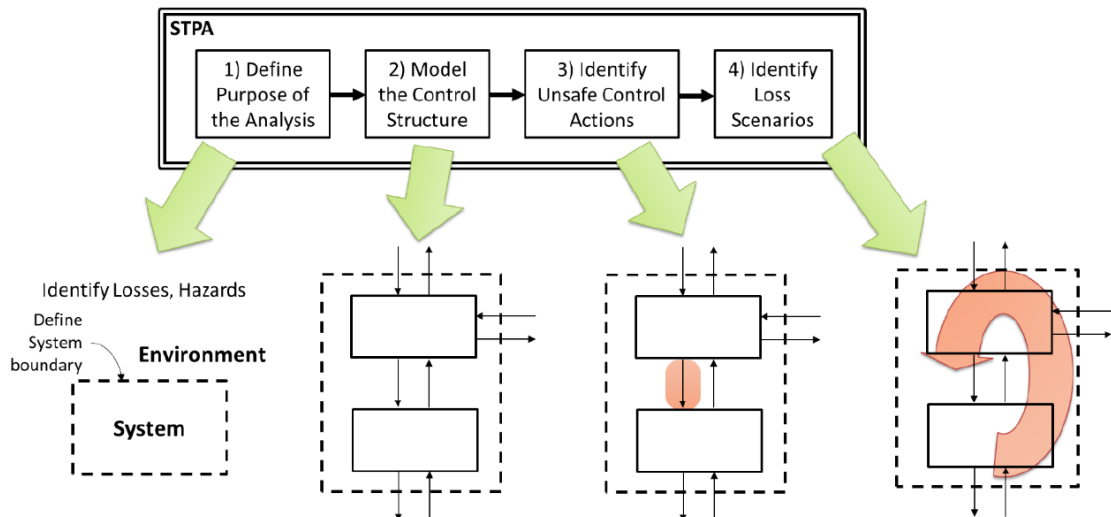 STPA
1) Define
Purpose of
the Analysis
2) Model
the Control
Structure
3) Identify
Unsafe Control
Actions
4) Identify
Loss
Scenarios
Identify Losses, Hazards
Define
System
boundary
Environment
System